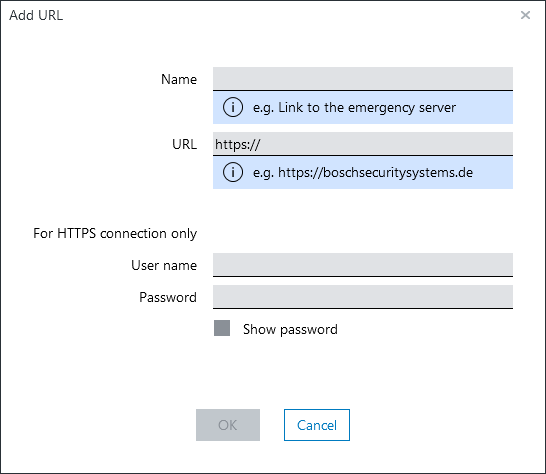 Add URL
Name
e.g. Link to the emergency server
URL https://
e.g. https://boschsecuritysystems.de
For HTTPS connection only
User name
Password
Show password
OK Cancel